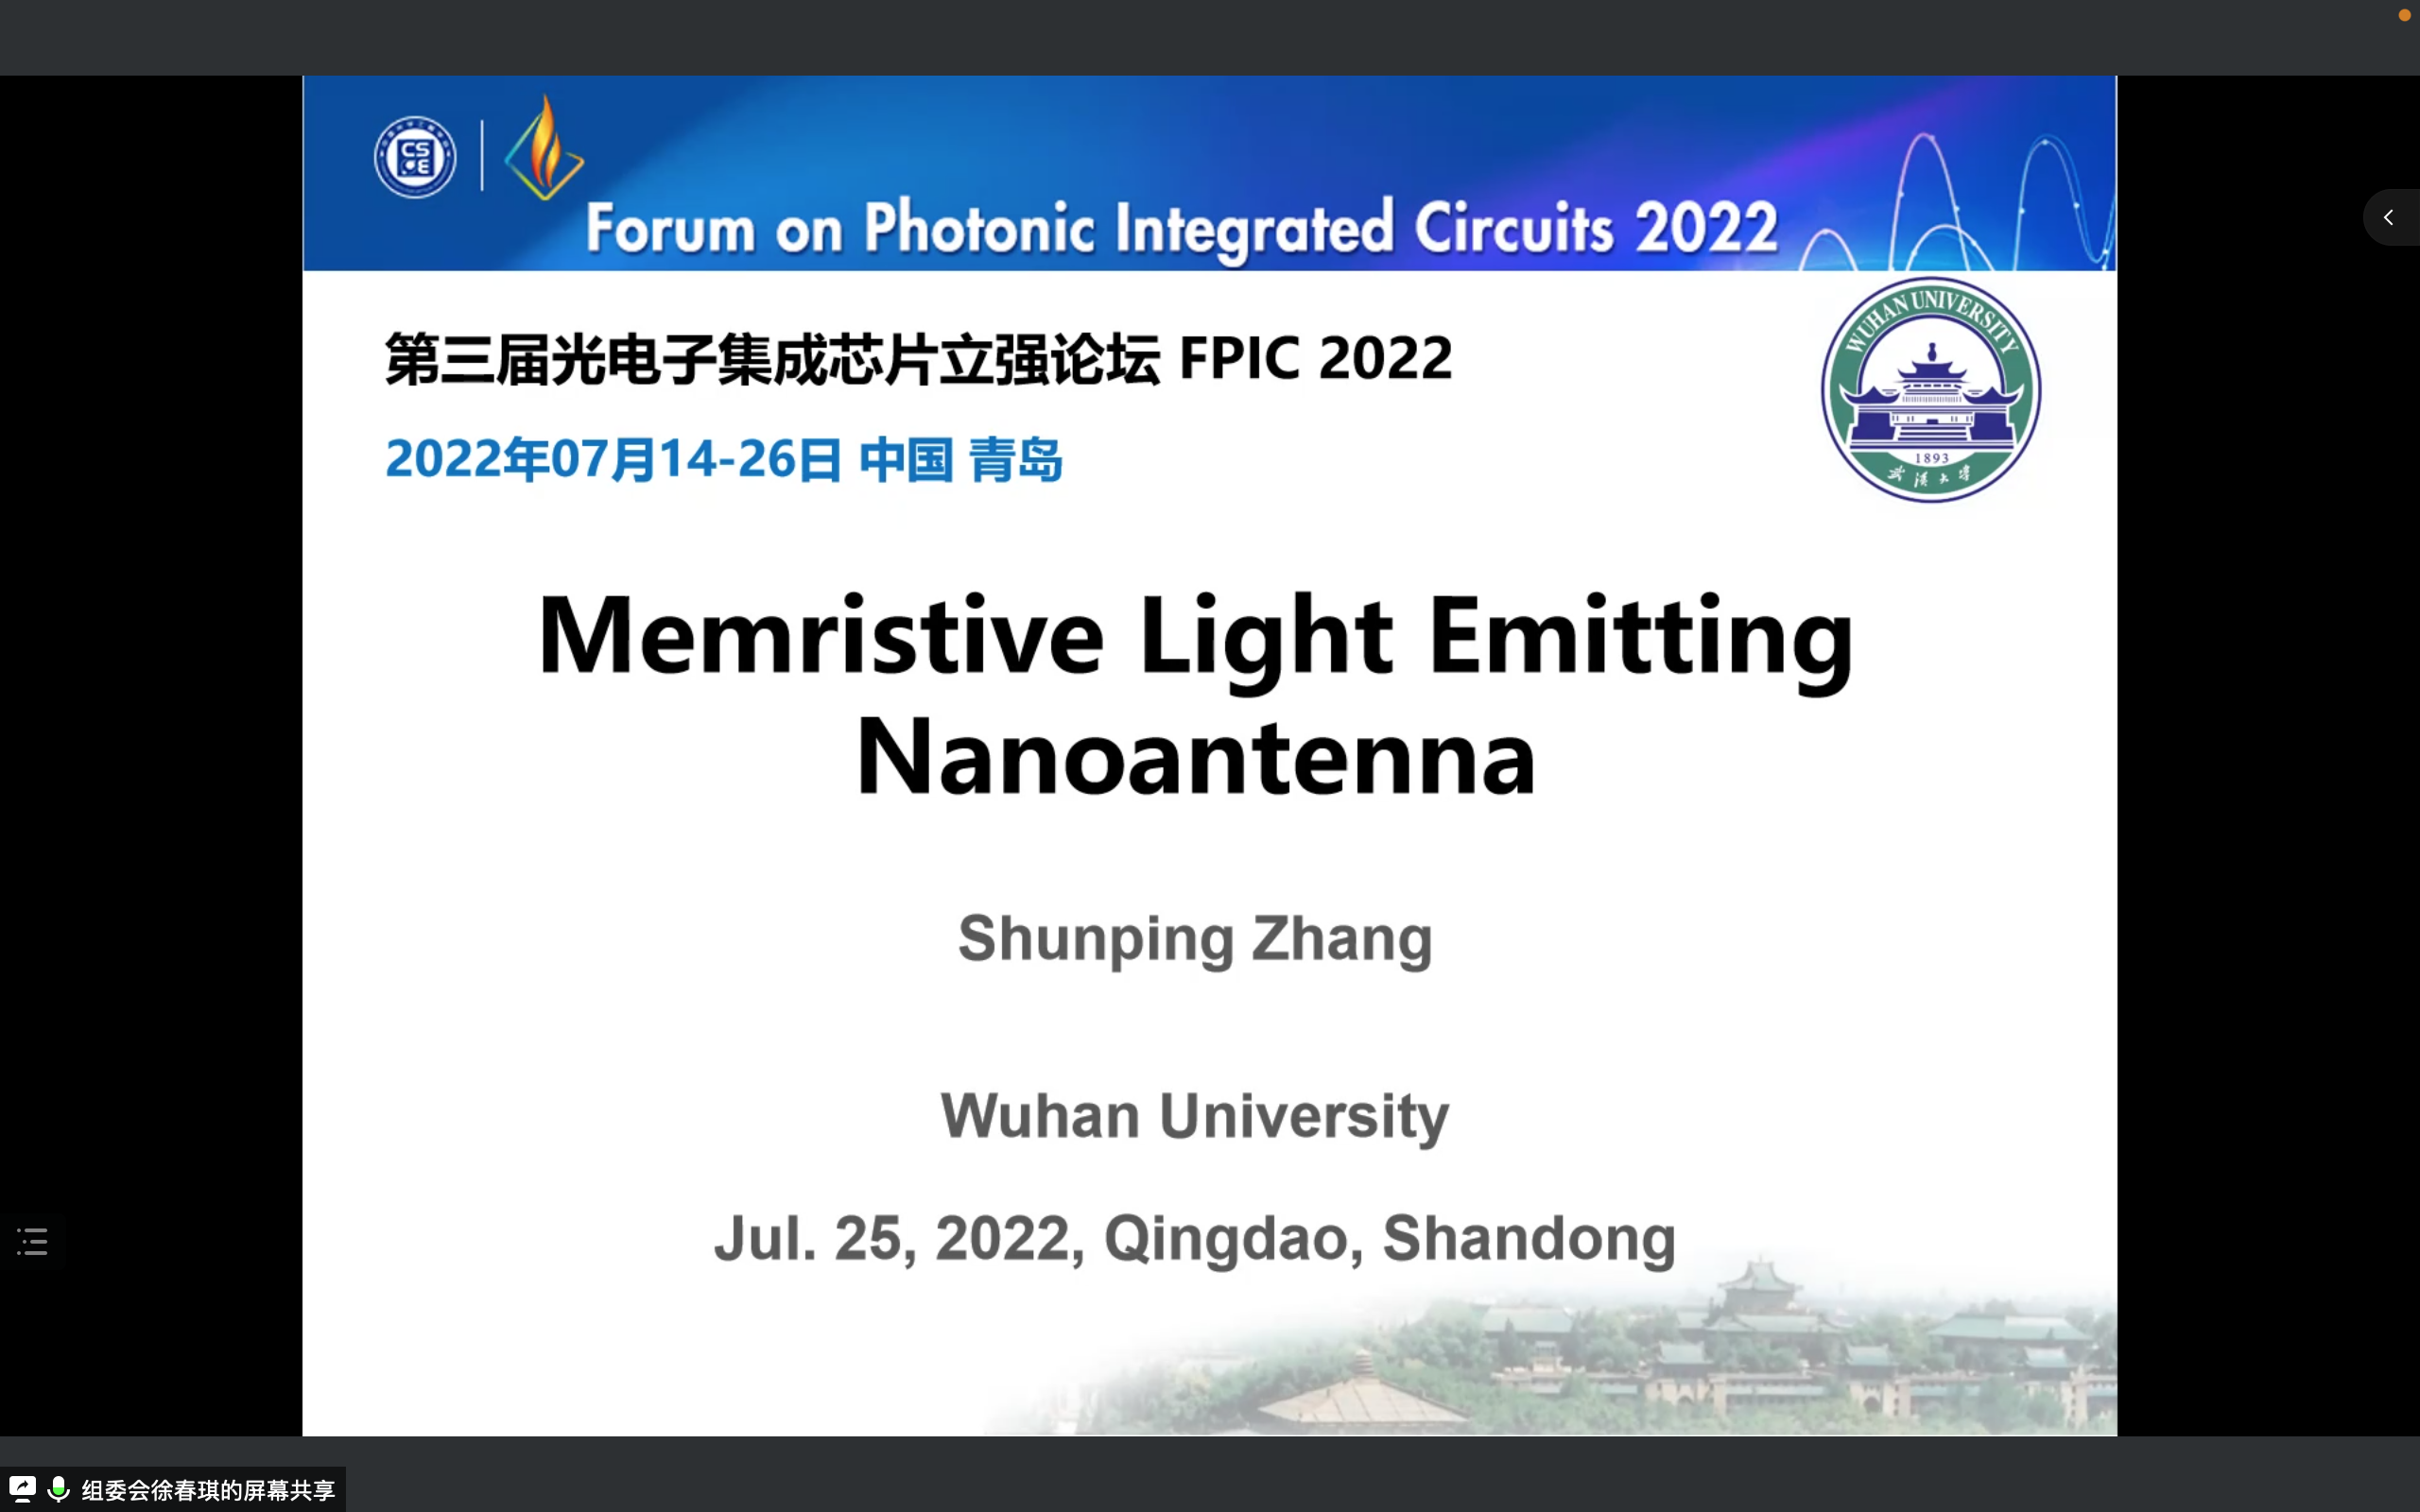 CS
OE
Forum on Photonic Integrated Circuits 2022
第三届光电子集成芯片立强论坛 FPIC 2022
2022年07月14-26日 中国 青岛
WUHAN UNIVERSITY
1893
武汉大学
Memristive Light Emitting
Nanoantenna
Shunping Zhang
Wuhan University
Jul. 25, 2022, Qingdao, Shandong
组委会徐春琪的屏幕共享